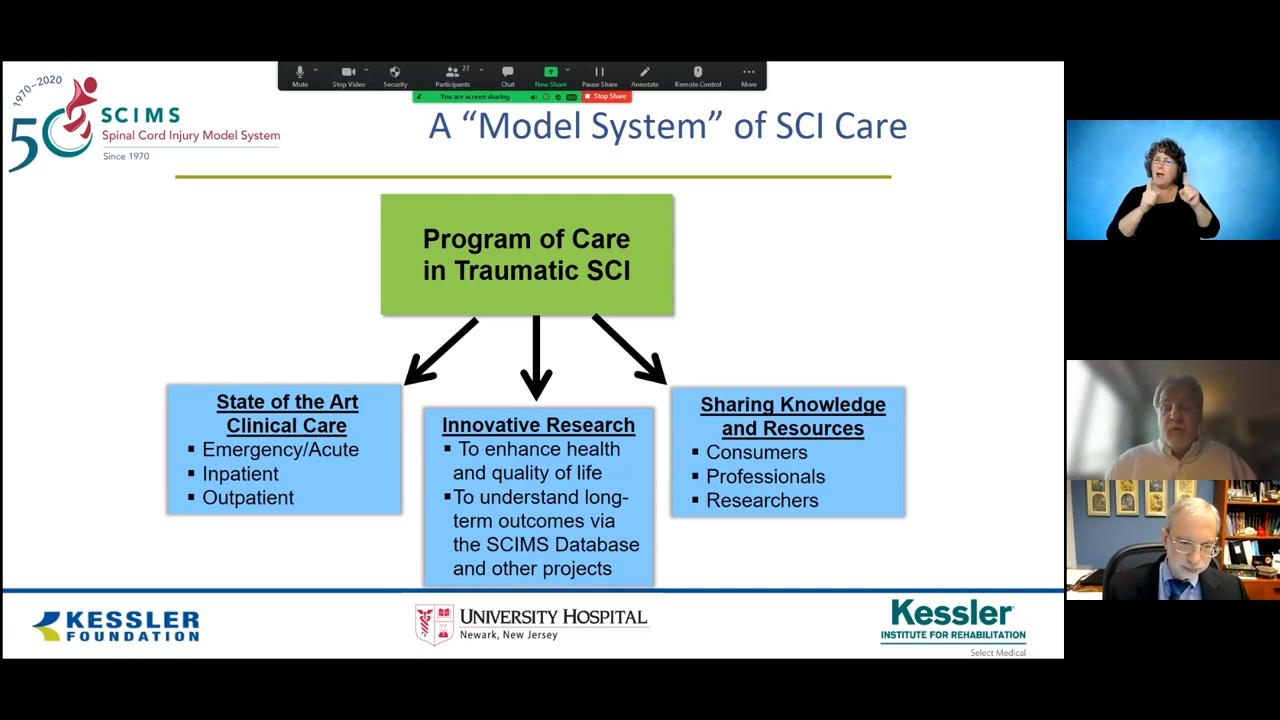 27
Mute
Stop Video
Security
Participants
Chat
New Share
Pause Share
Annotate
Remote Control
More
You are screen sharing
Stop Share
1970–2020
50
SCIMS
Spinal Cord Injury Model System
Since 1970
A “Model System” of SCI Care
Program of Care
in Traumatic SCI
State of the Art
Clinical Care
▪ Emergency/Acute
▪ Inpatient
▪ Outpatient
Innovative Research
▪ To enhance health
and quality of life
▪To understand long-
term outcomes via
the SCIMS Database
and other projects
Sharing Knowledge
and Resources
▪ Consumers
▪ Professionals
▪ Researchers
KESSLER
FOUNDATION
UNIVERSITY HOSPITAL
Newark, New Jersey
Kessler
INSTITUTE FOR REHABILITATION
Select Medical